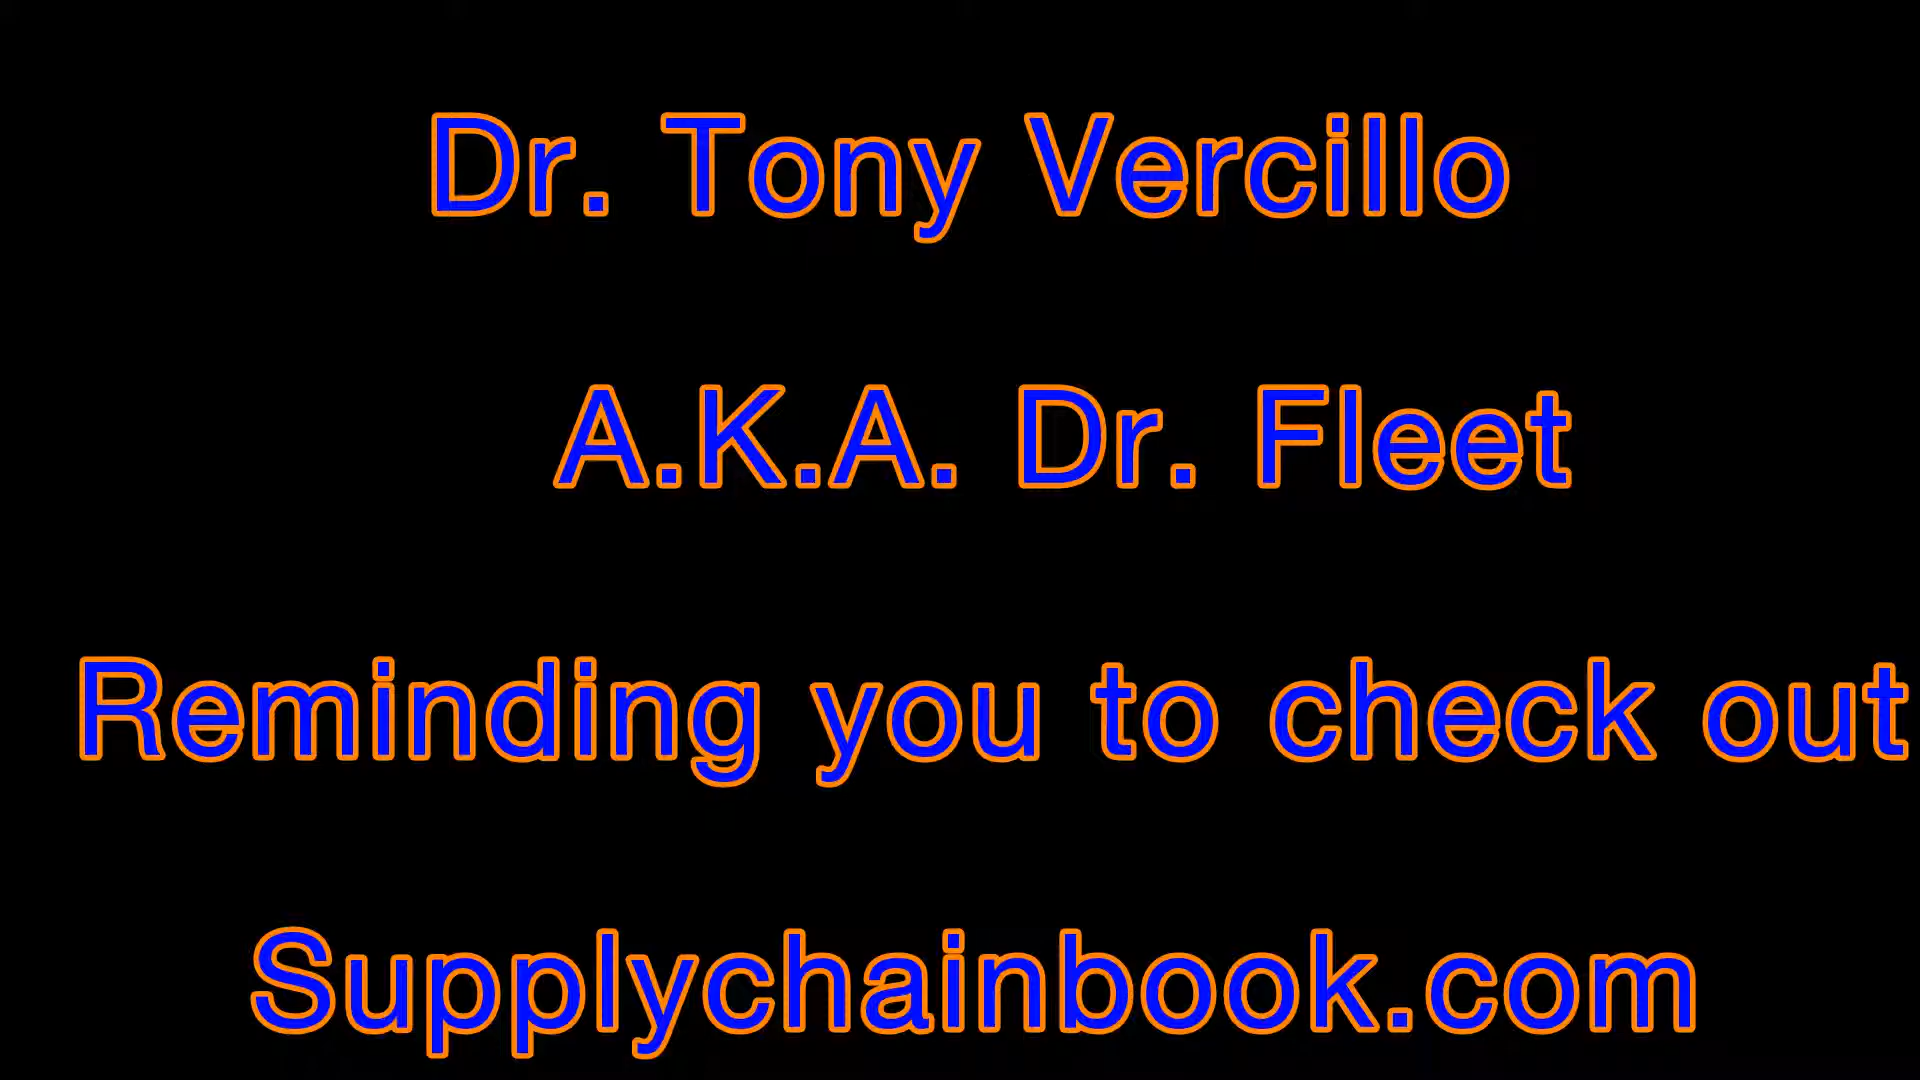 Dr. Tony Vercillo
A.K.A. Dr. Fleet
Reminding you to check out
Supplychainbook.com